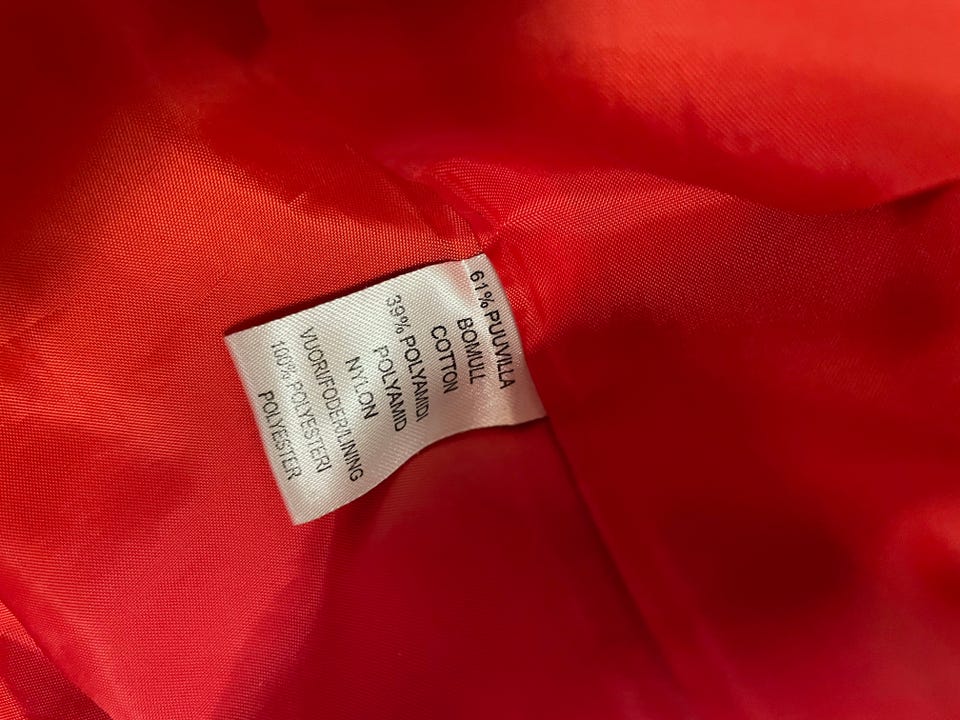 61% PUUVILLA
BOMULL
COTTON
39% POLYAMIDI
POLYAMID
NYLON
VUORI/FODER/LINING
100% POLYESTERI
POLYESTER